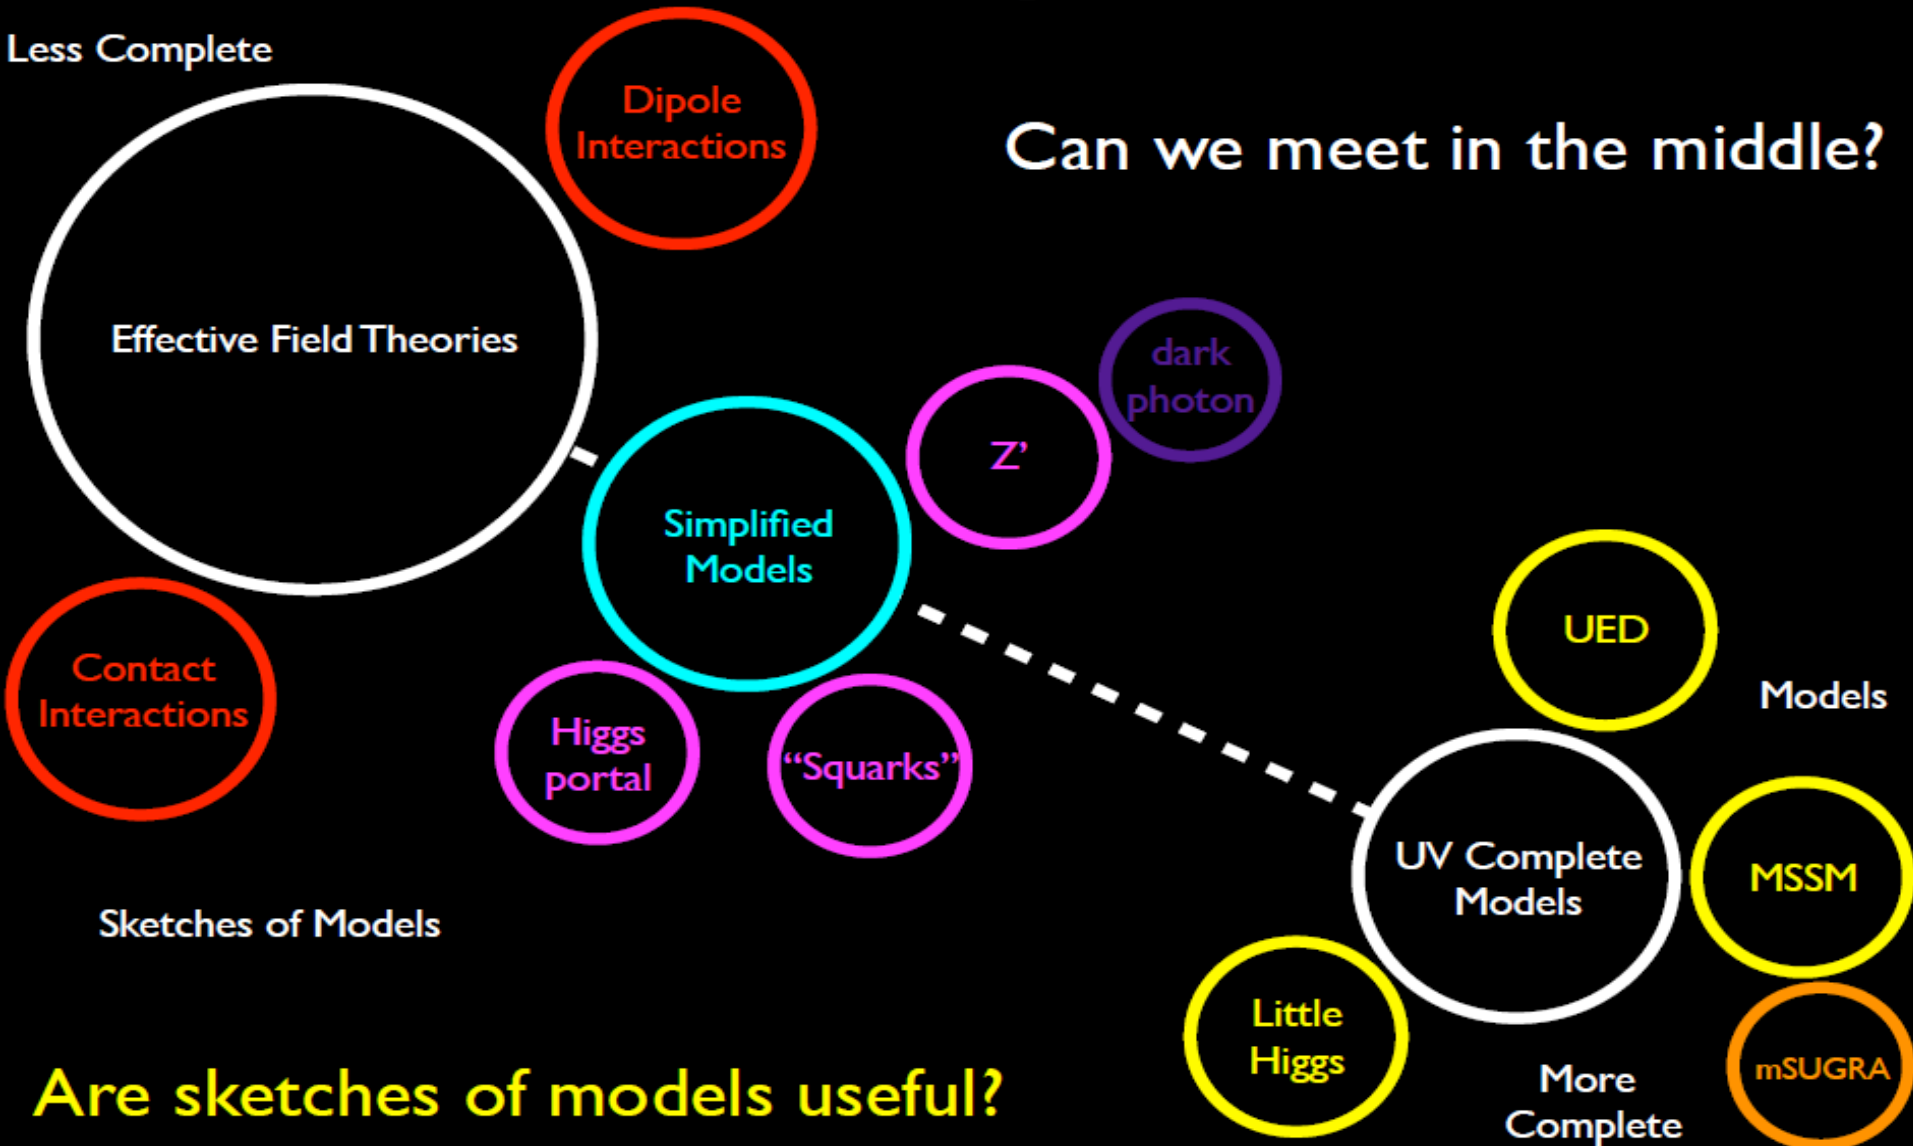 Less Complete
Dipole
Interactions
Can we meet in the middle?
Effective Field Theories
dark
photon
Z’
Simplified
Models
UED
Contact
Interactions
Models
Higgs
portal
“Squarks”
UV Complete
Models
MSSM
Sketches of Models
Little
Higgs
mSUGRA
More
Complete
Are sketches of models useful?